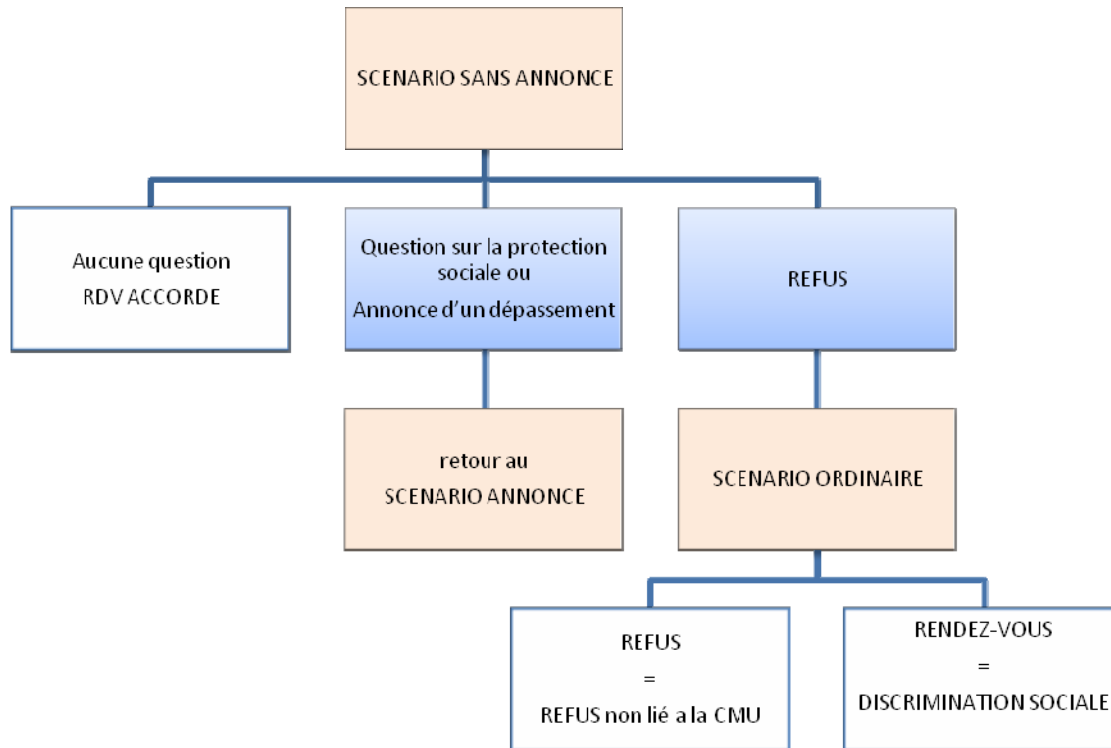 SCENARIO SANS ANNONCE
Aucune question
RDV ACCORDE
Question sur la protection
sociale ou
Annonce d'un dépassement
REFUS
retour au
SCENARIO ANNONCE
SCENARIO ORDINAIRE
REFUS
=
REFUS non lié a la CMU
RENDEZ-VOUS
=
DISCRIMINATION SOCIALE